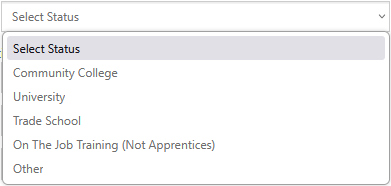 Select Status
Select Status
Community College
University
Trade School
On The Job Training (Not Apprentices)
Other